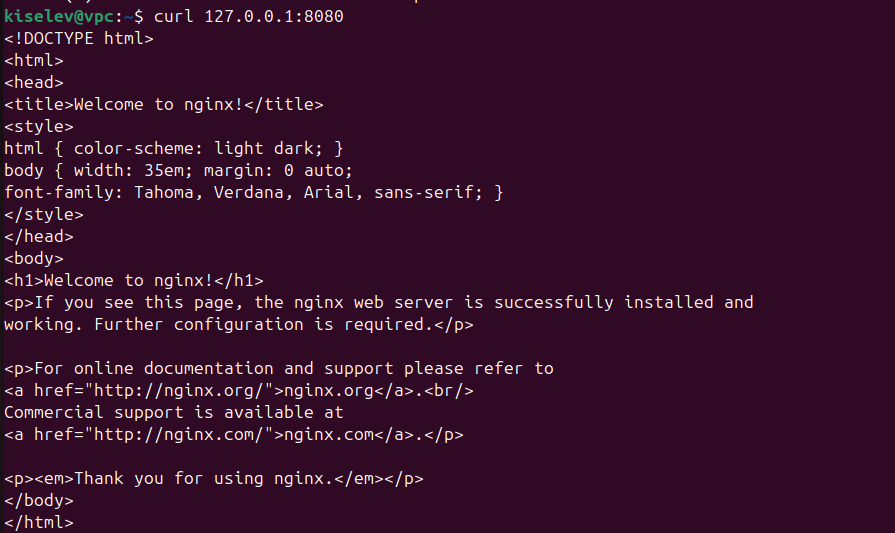 kiselev@vpc:~$ curl 127.0.0.1:8080
<!DOCTYPE html>
<html>
<head>
<title>Welcome to nginx!</title>
<style>
html { color-scheme: light dark; }
body { width: 35em; margin: 0 auto;
font-family: Tahoma, Verdana, Arial, sans-serif; }
</style>
</head>
<body>
<h1>Welcome to nginx!</h1>
<p>If you see this page, the nginx web server is successfully installed and
working. Further configuration is required.</p>

<p>For online documentation and support please refer to
<a href="http://nginx.org/">nginx.org</a>.<br/>
Commercial support is available at
<a href="http://nginx.com/">nginx.com</a>.</p>

<p><em>Thank you for using nginx.</em></p>
</body>
</html>